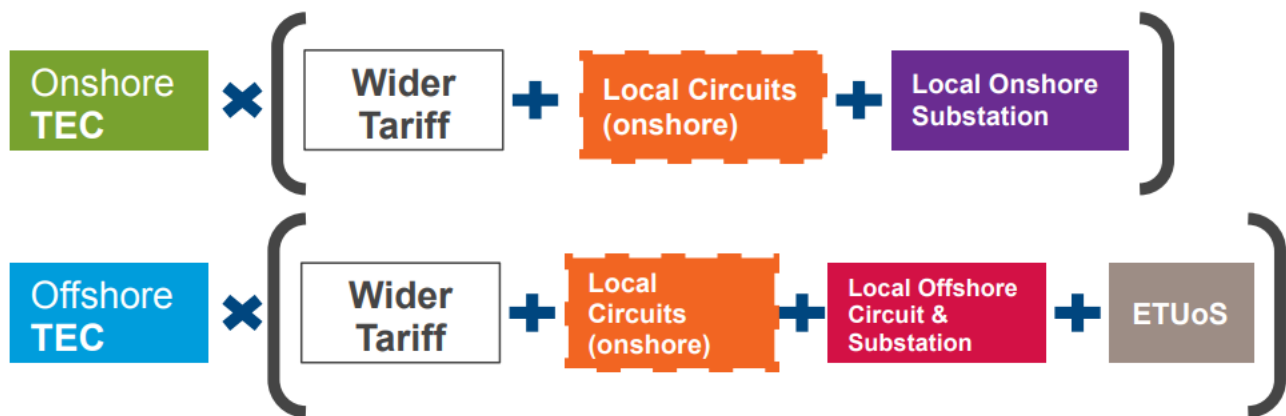 Onshore
TEC
×
(
Wider
Tariff
+
Local Circuits
(onshore)
+
Local Onshore
Substation
)
Offshore
TEC
×
(
Wider
Tariff
+
Local
Circuits
(onshore)
+
Local Offshore
Circuit &
Substation
+
ETUoS
)